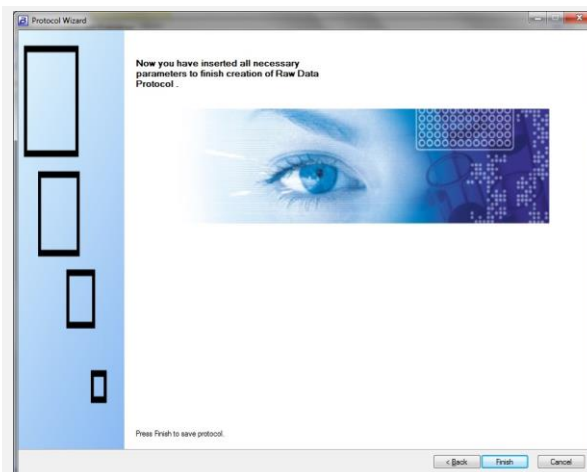 Protocol Wizard
Now you have inserted all necessary
parameters to finish creation of Raw Data
Protocol .
Press Finish to save protocol.
< Back
Finish
Cancel